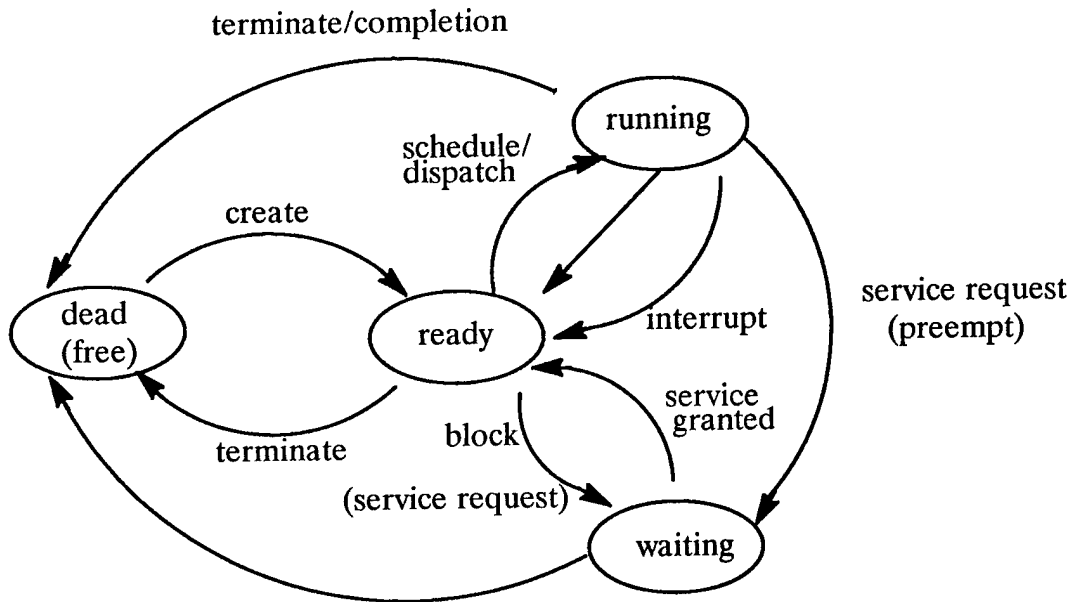 terminate/completion
running
schedule/
dispatch
create
service request
(preempt)
dead
(free)
ready
interrupt
service
granted
block
terminate
(service request)
waiting